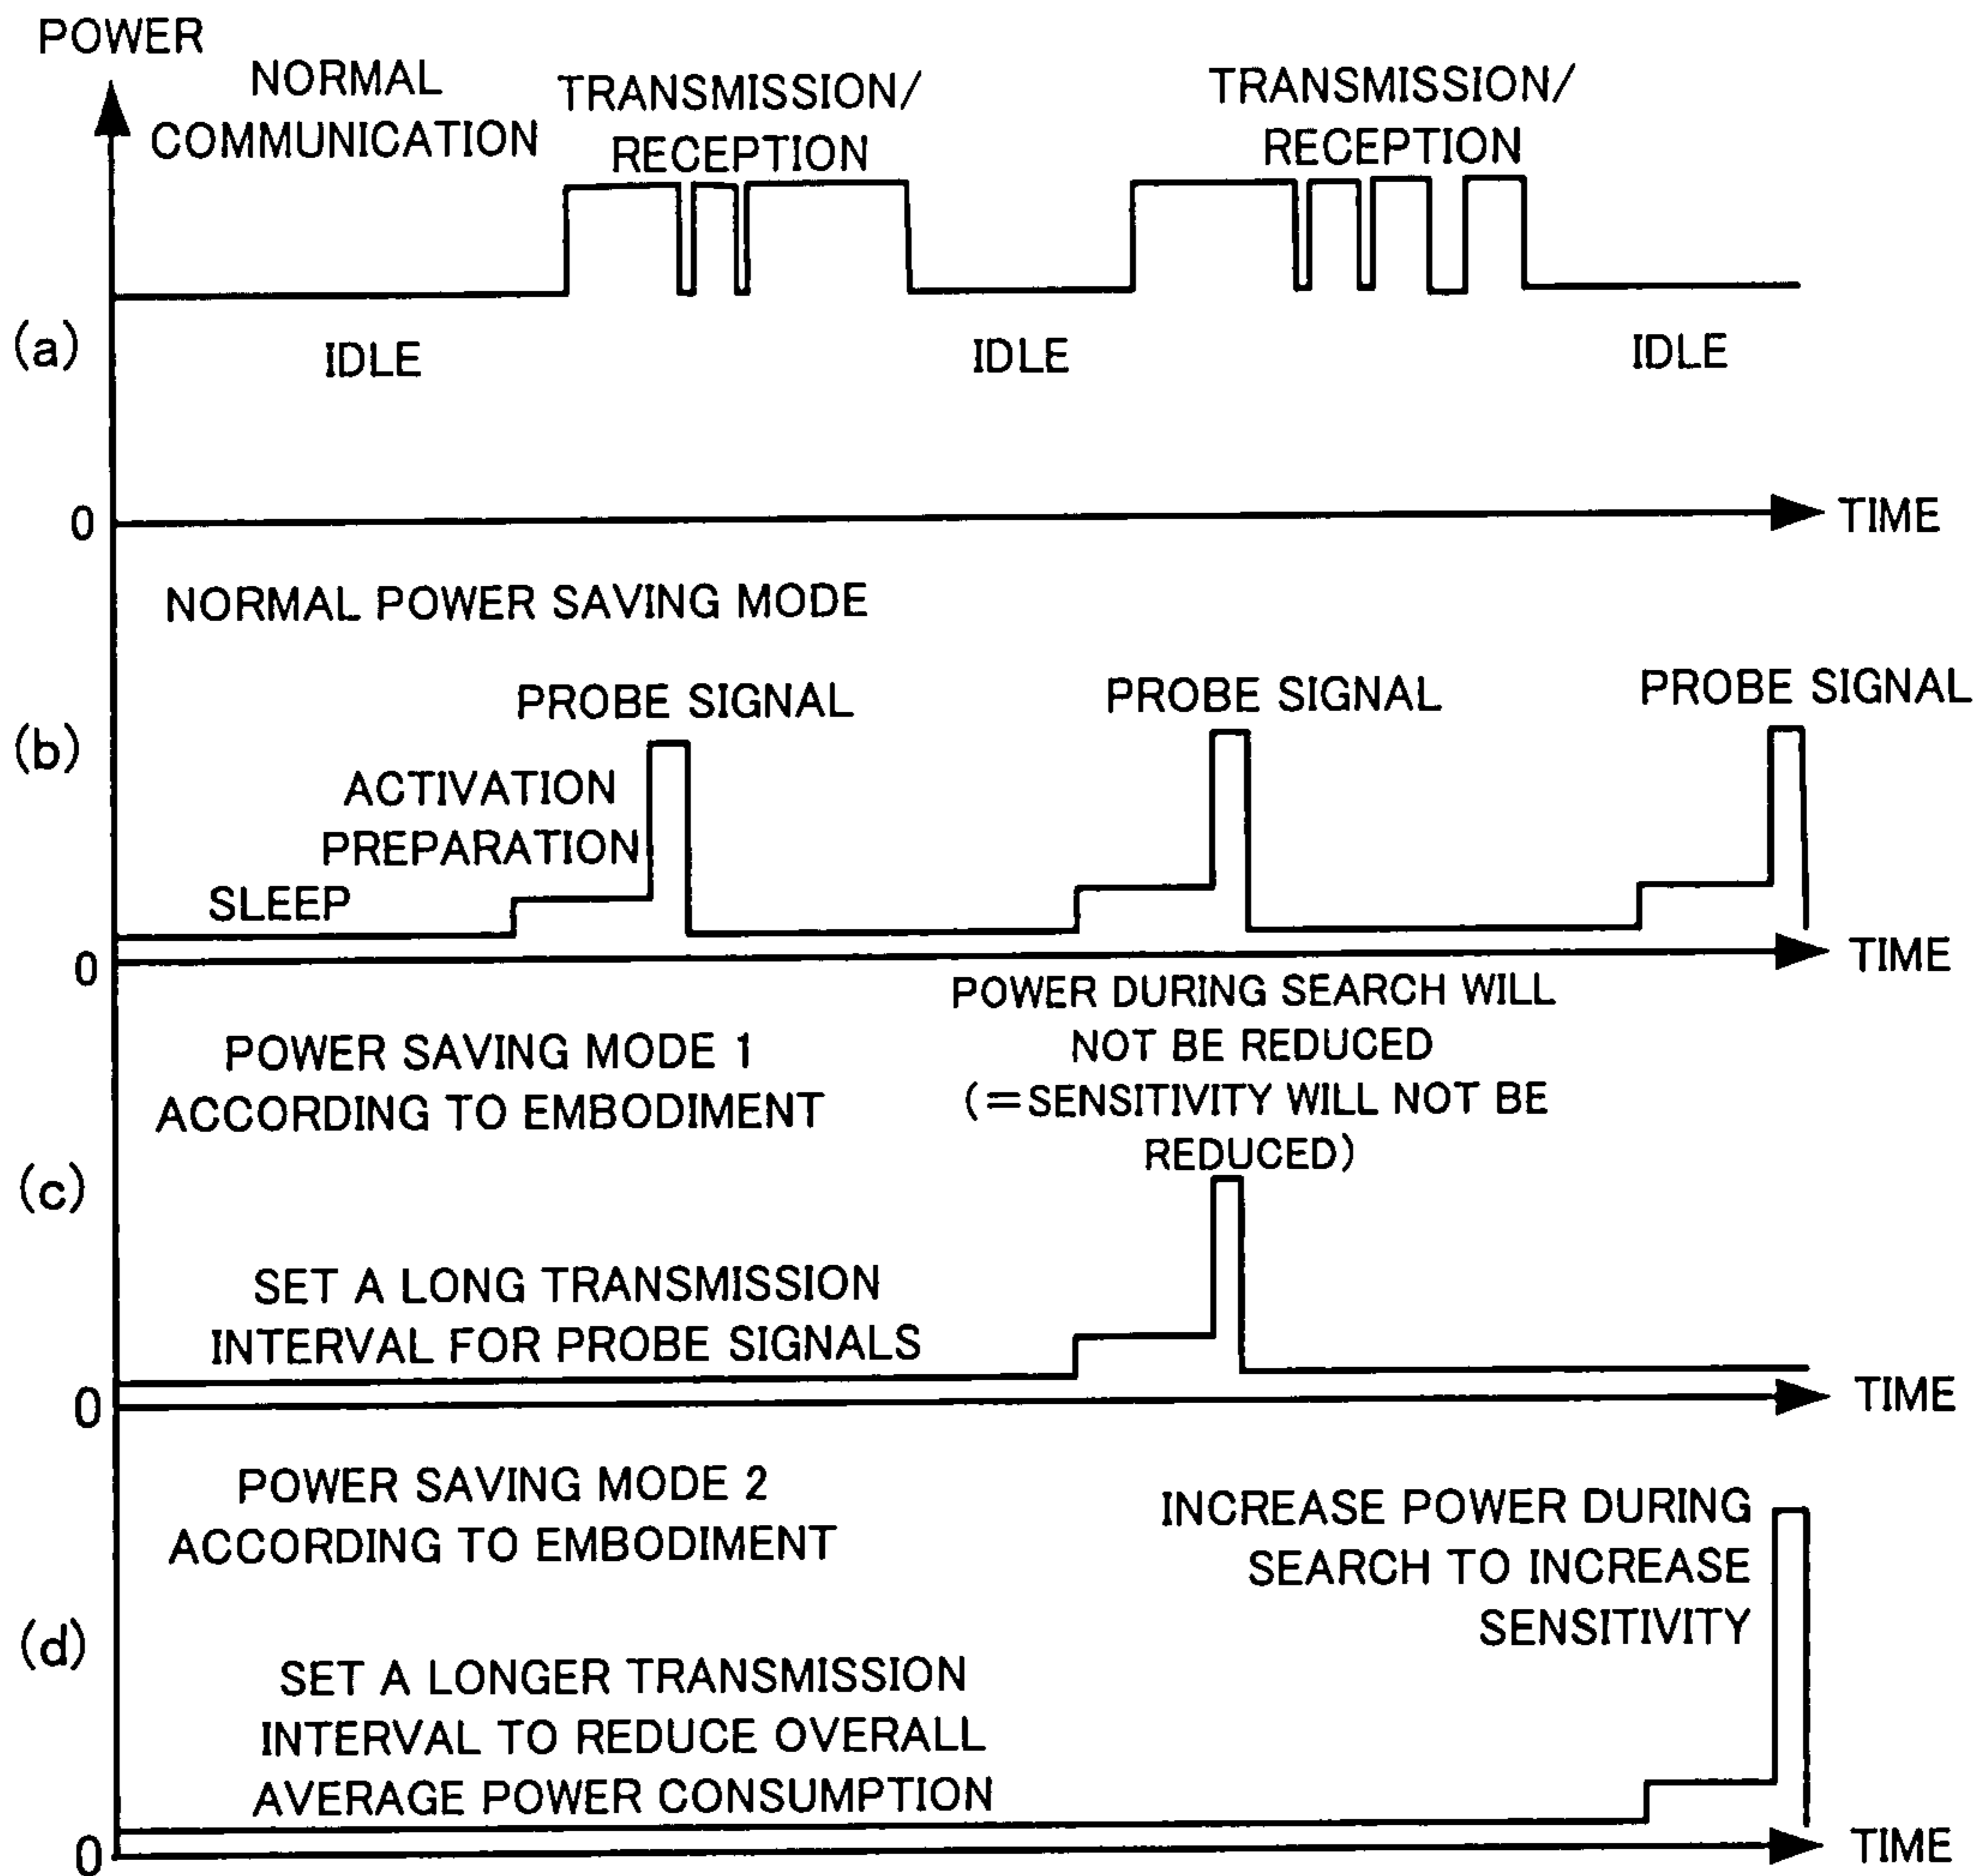 POWER
NORMAL
COMMUNICATION
TRANSMISSION/
RECEPTION
TRANSMISSION/
RECEPTION
(a)
IDLE
IDLE
IDLE
0
TIME
NORMAL POWER SAVING MODE
(b)
PROBE SIGNAL
PROBE SIGNAL
PROBE SIGNAL
ACTIVATION
PREPARATION
SLEEP
0
TIME
POWER SAVING MODE 1
ACCORDING TO EMBODIMENT
POWER DURING SEARCH WILL
NOT BE REDUCED
(=SENSITIVITY WILL NOT BE
REDUCED)
(c)
SET A LONG TRANSMISSION
INTERVAL FOR PROBE SIGNALS
0
TIME
POWER SAVING MODE 2
ACCORDING TO EMBODIMENT
INCREASE POWER DURING
SEARCH TO INCREASE
SENSITIVITY
(d)
SET A LONGER TRANSMISSION
INTERVAL TO REDUCE OVERALL
AVERAGE POWER CONSUMPTION
0
TIME